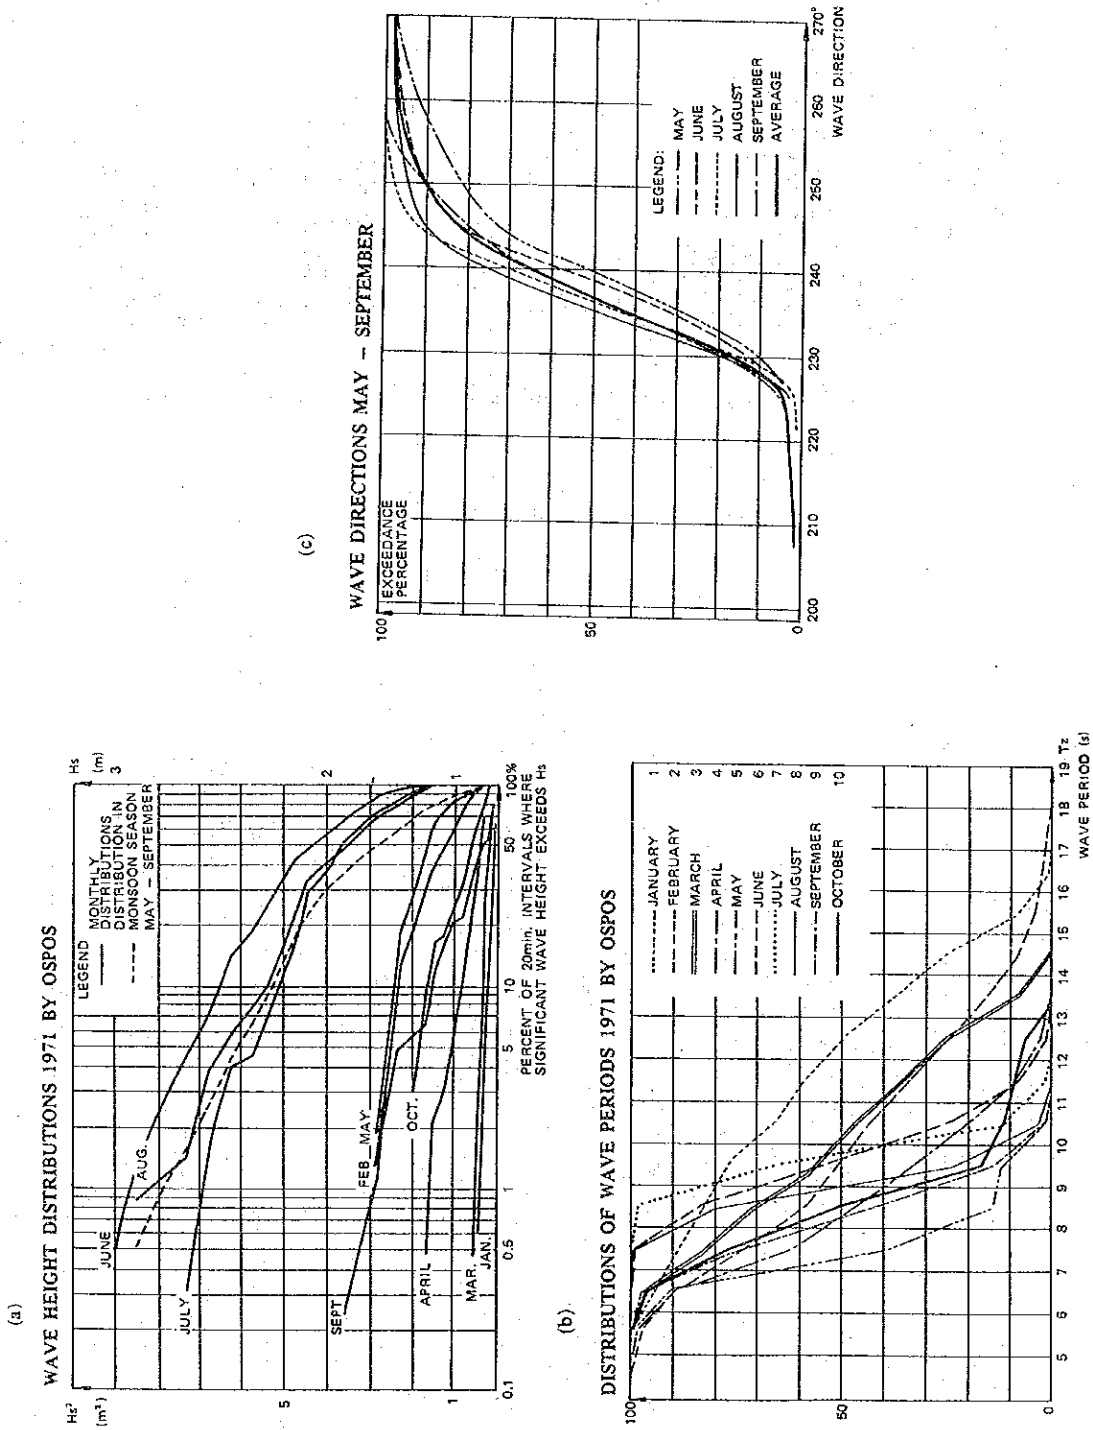 (a)
WAVE HEIGHT DISTRIBUTIONS 1971 BY OSPOS
Hs²
(m²)
Hs
(m)
3
2
1
5
1
LEGEND
MONTHLY
DISTRIBUTIONS
DISTRIBUTION IN
MONSOON SEASON
MAY – SEPTEMBER
JUNE
AUG.
JULY
SEPT
FEB
MAY
OCT.
APRIL
MAR.
JAN.
0.1
0.5
1
5
10
50
100%
PERCENT OF 20min. INTERVALS WHERE
SIGNIFICANT WAVE HEIGHT EXCEEDS Hs
(b)
DISTRIBUTIONS OF WAVE PERIODS 1971 BY OSPOS
100
50
0
JANUARY 1
FEBRUARY 2
MARCH 3
APRIL 4
MAY 5
JUNE 6
JULY 7
AUGUST 8
SEPTEMBER 9
OCTOBER 10
5 6 7 8 9 10 11 12 13 14 15 16 17 18 19 Tz
WAVE PERIOD (s)
(c)
WAVE DIRECTIONS MAY – SEPTEMBER
EXCEEDANCE
PERCENTAGE
100
50
0
LEGEND:
MAY
JUNE
JULY
AUGUST
SEPTEMBER
AVERAGE
200 210 220 230 240 250 260 270°
WAVE DIRECTION